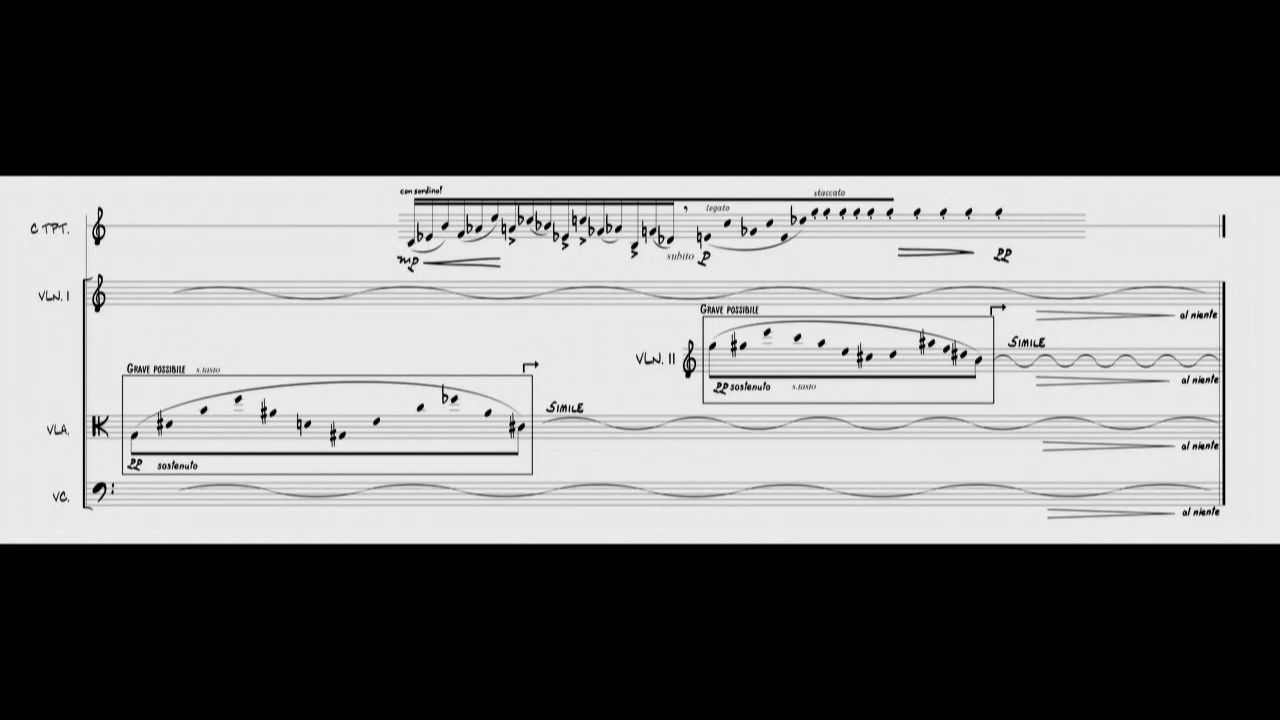 con sordino!
staccato
legato
C TPT.
mp
subito p
pp
VLN. I
al niente
GRAVE POSSIBILE
VLN. II
SIMILE
pp sostenuto s.tasto
al niente
GRAVE POSSIBILE s.tasto
SIMILE
VLA.
al niente
pp sostenuto
VC.
al niente